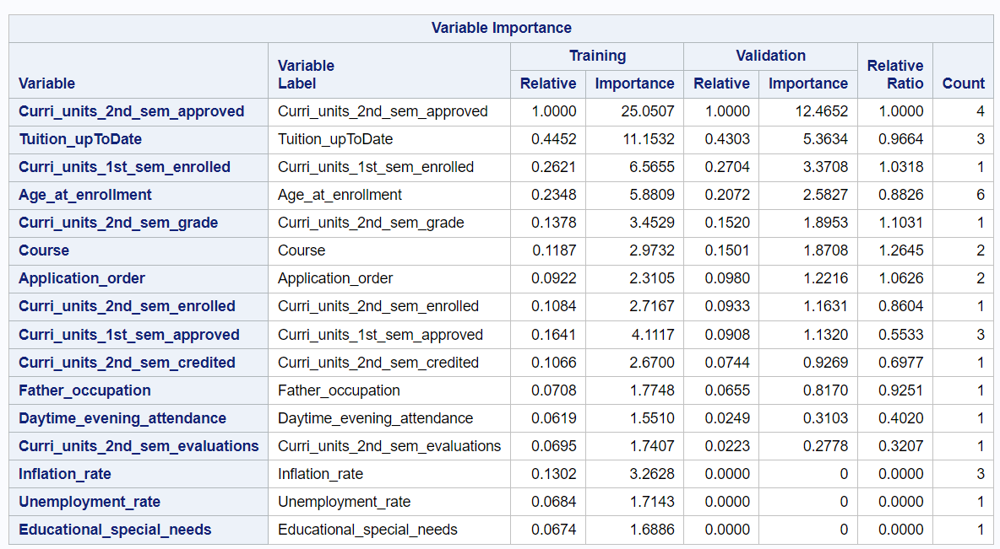 Variable Importance
Variable Variable Label Training Validation Relative Ratio Count
Relative Importance Relative Importance
Curri_units_2nd_sem_approved Curri_units_2nd_sem_approved 1.0000 25.0507 1.0000 12.4652 1.0000 4
Tuition_upToDate Tuition_upToDate 0.4452 11.1532 0.4303 5.3634 0.9664 3
Curri_units_1st_sem_enrolled Curri_units_1st_sem_enrolled 0.2621 6.5655 0.2704 3.3708 1.0318 1
Age_at_enrollment Age_at_enrollment 0.2348 5.8809 0.2072 2.5827 0.8826 6
Curri_units_2nd_sem_grade Curri_units_2nd_sem_grade 0.1378 3.4529 0.1520 1.8953 1.1031 1
Course Course 0.1187 2.9732 0.1501 1.8708 1.2645 2
Application_order Application_order 0.0922 2.3105 0.0980 1.2216 1.0626 2
Curri_units_2nd_sem_enrolled Curri_units_2nd_sem_enrolled 0.1084 2.7167 0.0933 1.1631 0.8604 1
Curri_units_1st_sem_approved Curri_units_1st_sem_approved 0.1641 4.1117 0.0908 1.1320 0.5533 3
Curri_units_2nd_sem_credited Curri_units_2nd_sem_credited 0.1066 2.6700 0.0744 0.9269 0.6977 1
Father_occupation Father_occupation 0.0708 1.7748 0.0655 0.8170 0.9251 1
Daytime_evening_attendance Daytime_evening_attendance 0.0619 1.5510 0.0249 0.3103 0.4020 1
Curri_units_2nd_sem_evaluations Curri_units_2nd_sem_evaluations 0.0695 1.7407 0.0223 0.2778 0.3207 1
Inflation_rate Inflation_rate 0.1302 3.2628 0.0000 0 0.0000 3
Unemployment_rate Unemployment_rate 0.0684 1.7143 0.0000 0 0.0000 1
Educational_special_needs Educational_special_needs 0.0674 1.6886 0.0000 0 0.0000 1